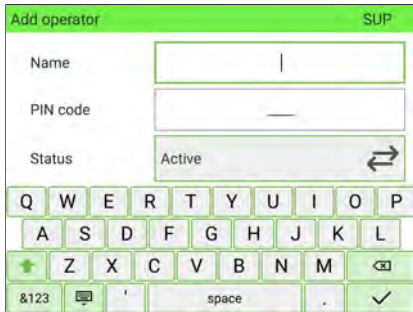 Add operator SUP
Name
PIN code
Status Active
Q W E R T Y U I O P
A S D F G H J K L
Z X C V B N M
&123 ' space .